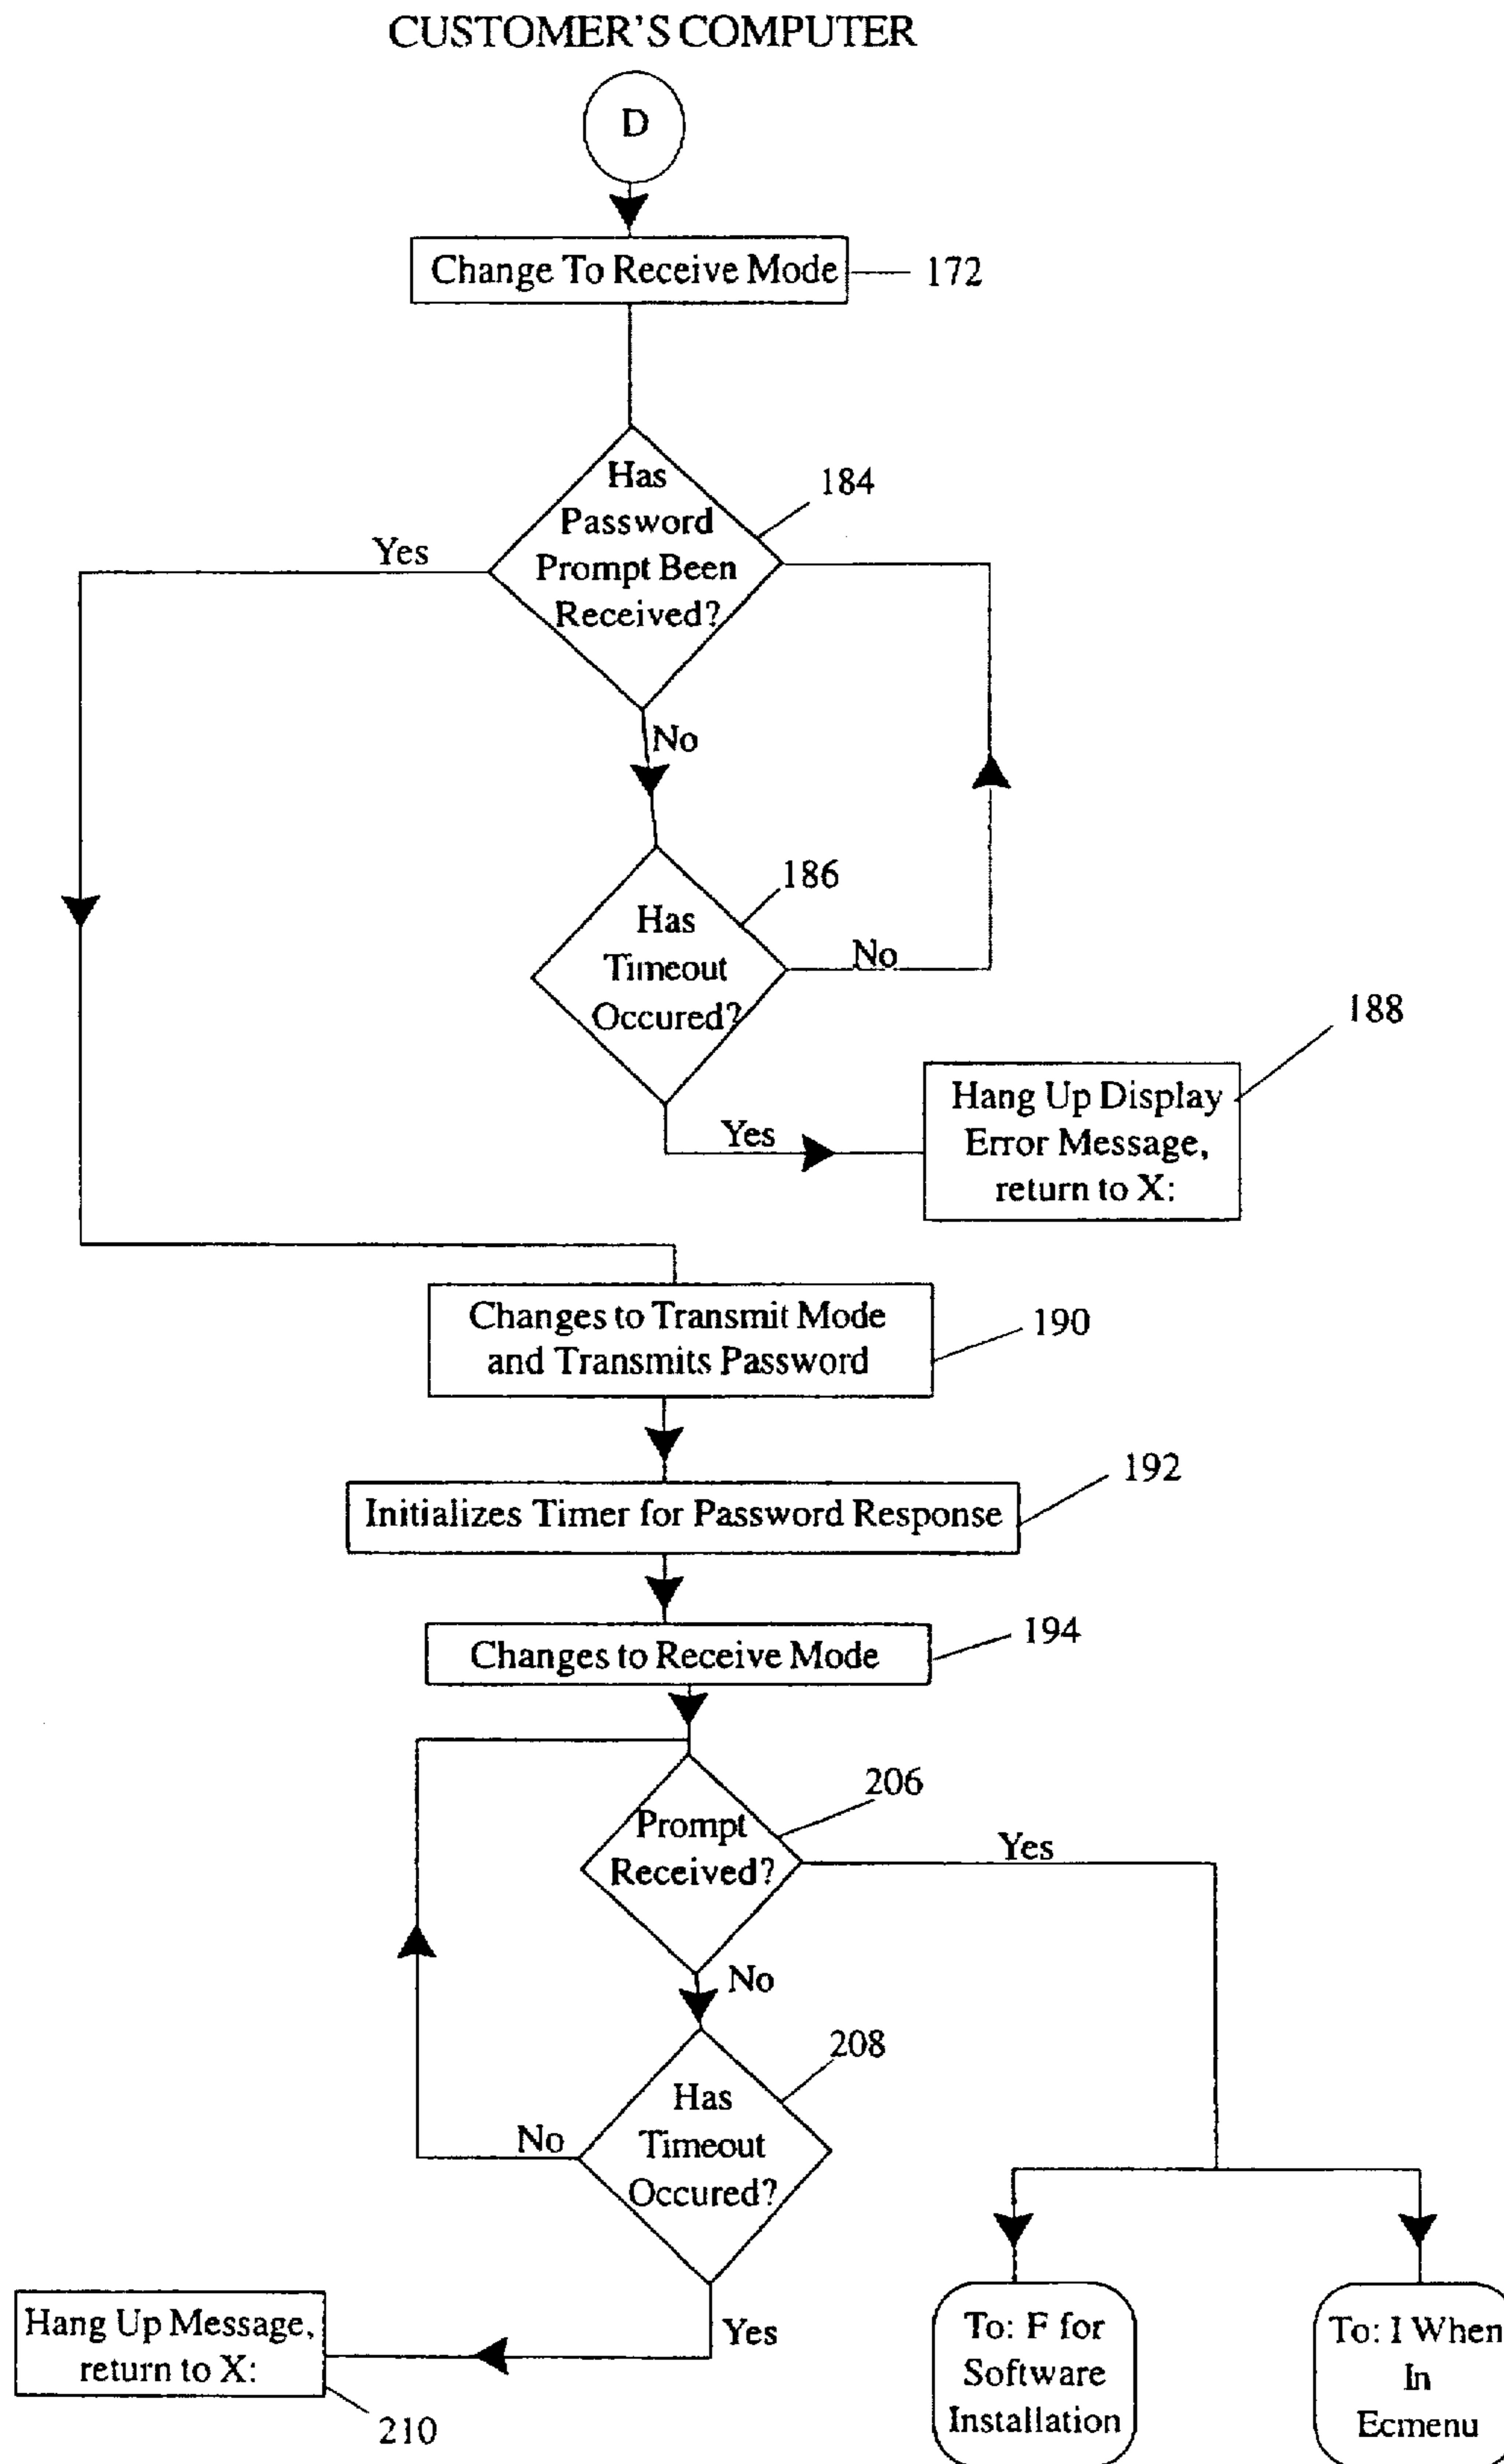 CUSTOMER'S COMPUTER
D
Change To Receive Mode
172
Has
Password
Prompt Been
Received?
184
Yes
No
Has
Timeout
Occured?
186
No
188
Yes
Hang Up Display
Error Message,
return to X:
Changes to Transmit Mode
and Transmits Password
190
192
Initializes Timer for Password Response
Changes to Receive Mode
194
Prompt
Received?
206
Yes
No
208
Has
Timeout
Occured?
No
Yes
Hang Up Message,
return to X:
210
To: F for
Software
Installation
To: I When
In
Ecmenu